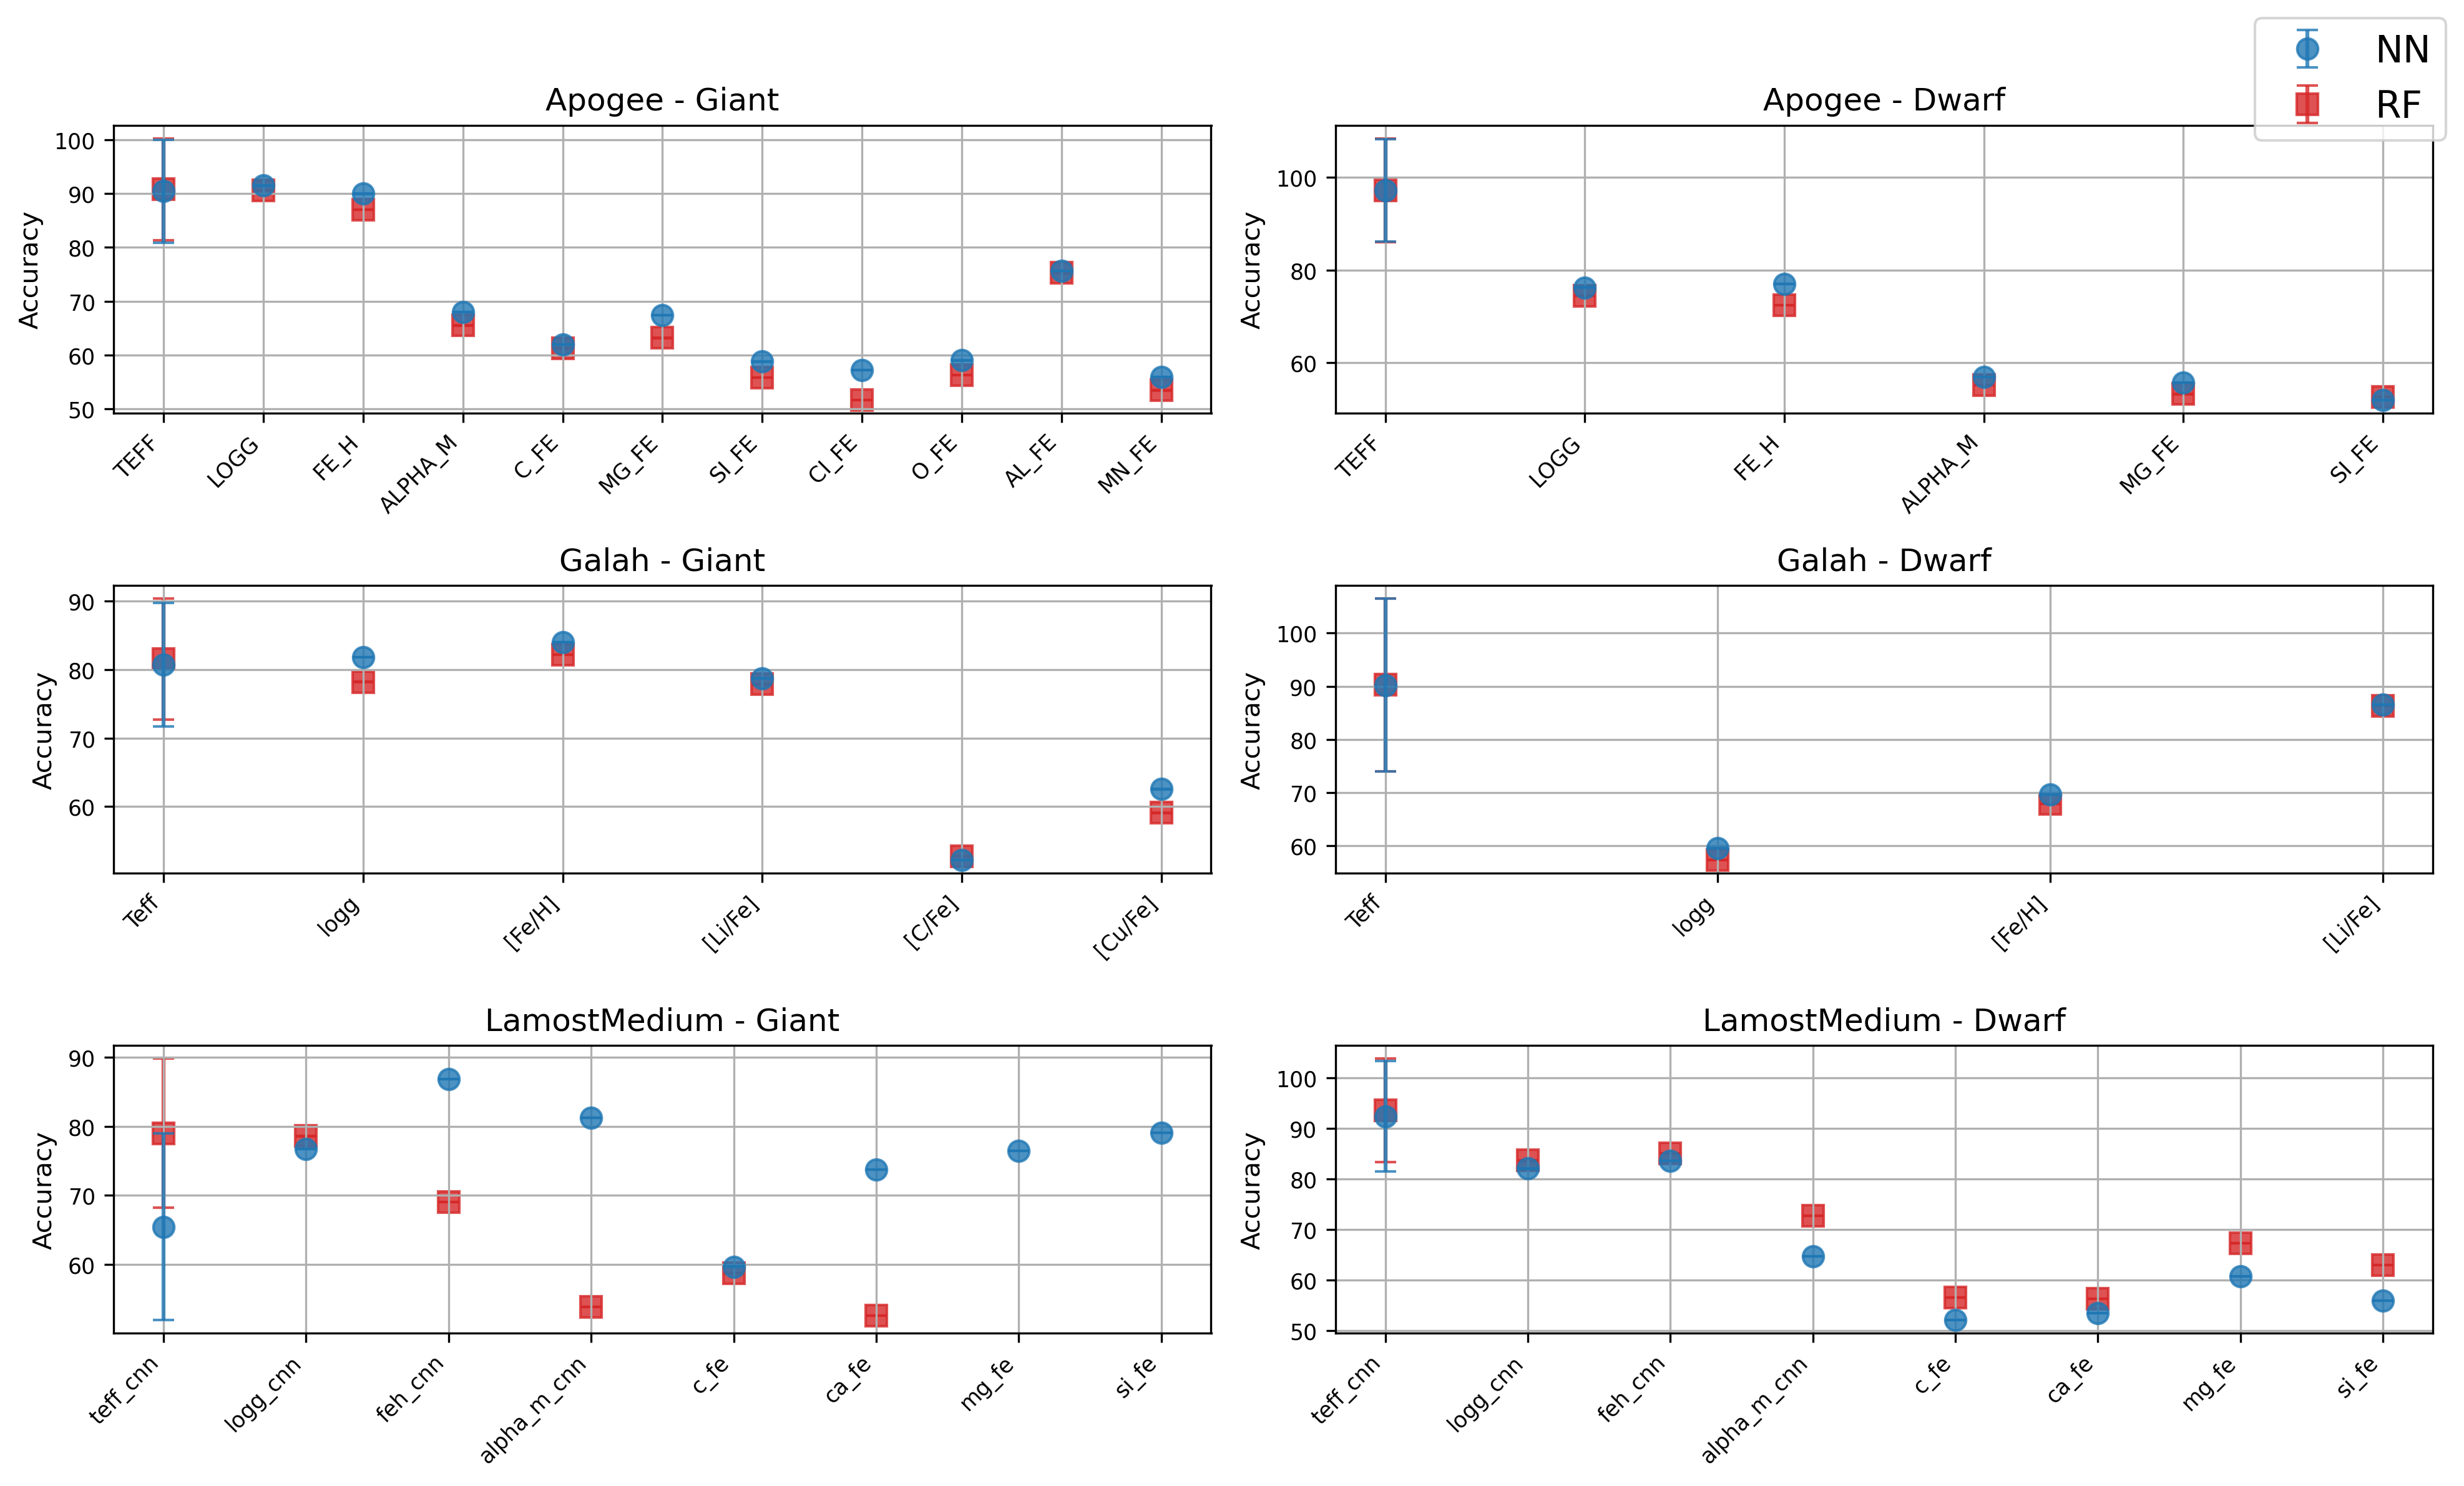 NN
RF
Apogee - Giant
Accuracy
100
90
80
70
60
50
TEFF
LOGG
FE_H
ALPHA_M
C_FE
MG_FE
SI_FE
CI_FE
O_FE
AL_FE
MN_FE
Apogee - Dwarf
Accuracy
100
80
60
TEFF
LOGG
FE_H
ALPHA_M
MG_FE
SI_FE
Galah - Giant
Accuracy
90
80
70
60
Teff
logg
[Fe/H]
[Li/Fe]
[C/Fe]
[Cu/Fe]
Galah - Dwarf
Accuracy
100
90
80
70
60
Teff
logg
[Fe/H]
[Li/Fe]
LamostMedium - Giant
Accuracy
90
80
70
60
teff_cnn
logg_cnn
feh_cnn
alpha_m_cnn
c_fe
ca_fe
mg_fe
si_fe
LamostMedium - Dwarf
Accuracy
100
90
80
70
60
50
teff_cnn
logg_cnn
feh_cnn
alpha_m_cnn
c_fe
ca_fe
mg_fe
si_fe